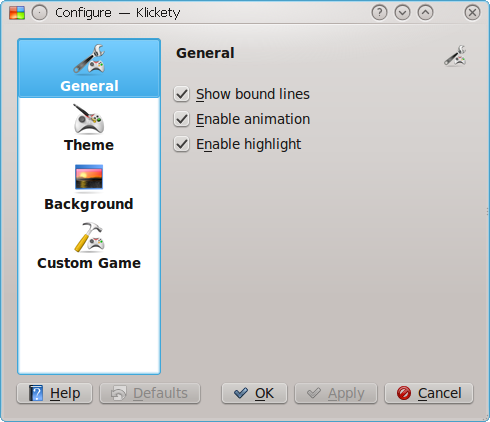 Configure — Klickety
General
Theme
Background
Custom Game
General
Show bound lines
Enable animation
Enable highlight
Help
Defaults
OK
Apply
Cancel